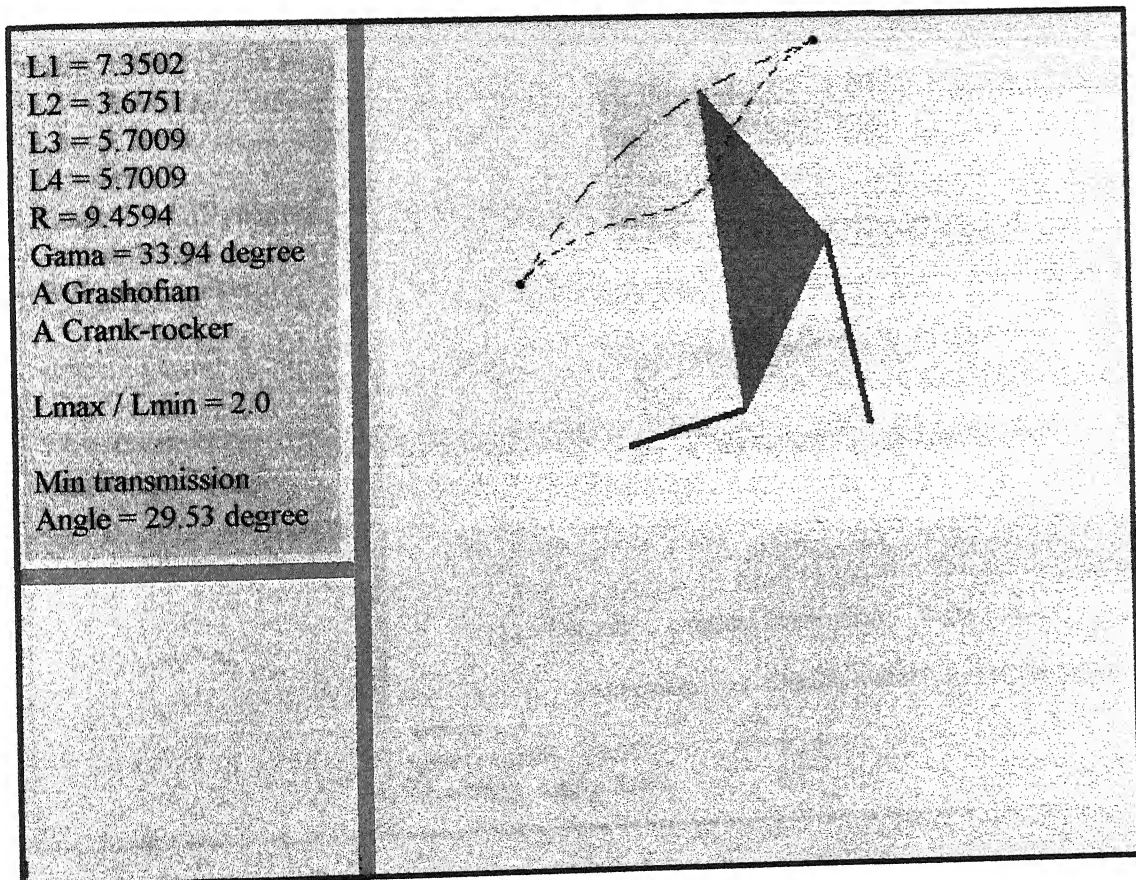 L1 = 7.3502
L2 = 3.6751
L3 = 5.7009
L4 = 5.7009
R = 9.4594
Gama = 33.94 degree
A Grashofian
A Crank-rocker
Lmax / Lmin = 2.0
Min transmission
Angle = 29.53 degree